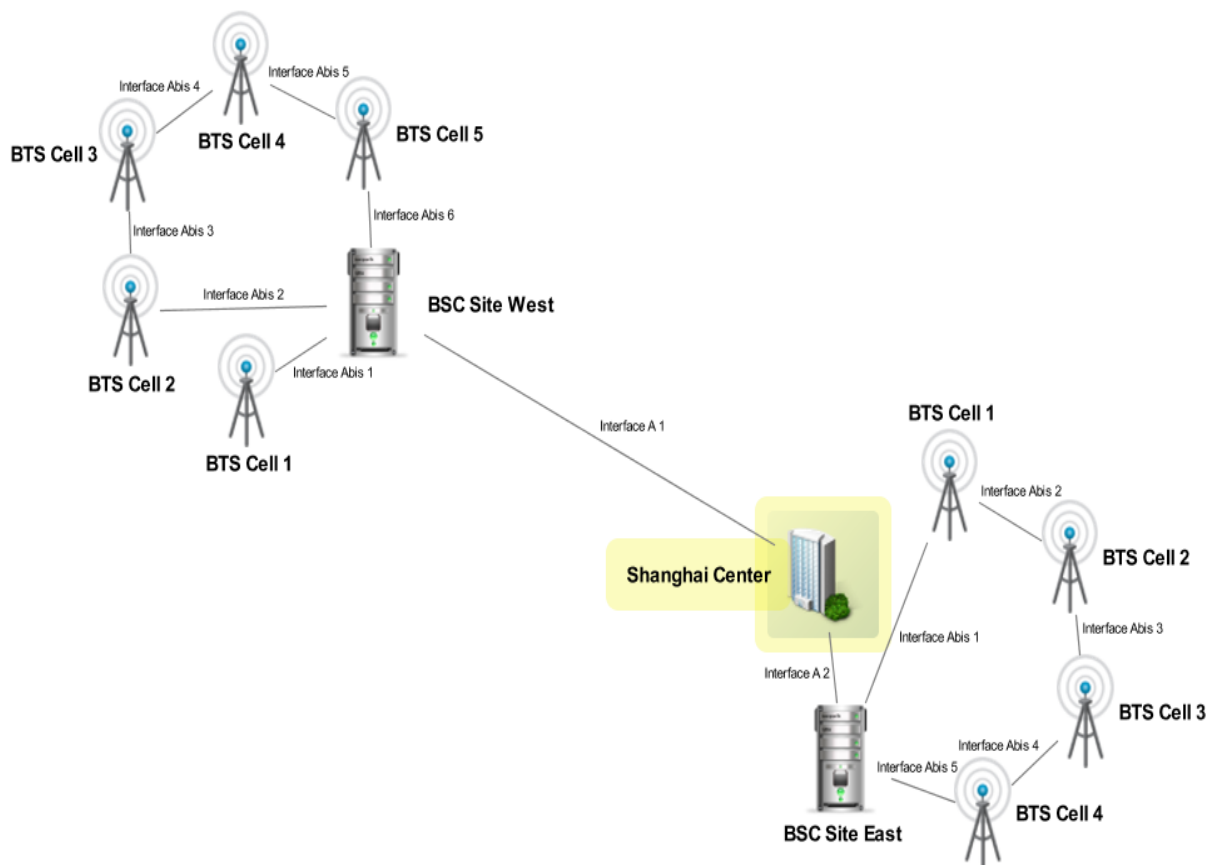 Interface Abis 4
Interface Abis 5
BTS Cell 4
BTS Cell 5
BTS Cell 3
Interface Abis 6
Interface Abis 3
Interface Abis 2
BSC Site West
Interface Abis 1
BTS Cell 2
BTS Cell 1
Interface A 1
BTS Cell 1
Interface Abis 2
BTS Cell 2
Shanghai Center
Interface Abis 3
Interface Abis 1
Interface A 2
BTS Cell 3
Interface Abis 4
Interface Abis 5
BTS Cell 4
BSC Site East